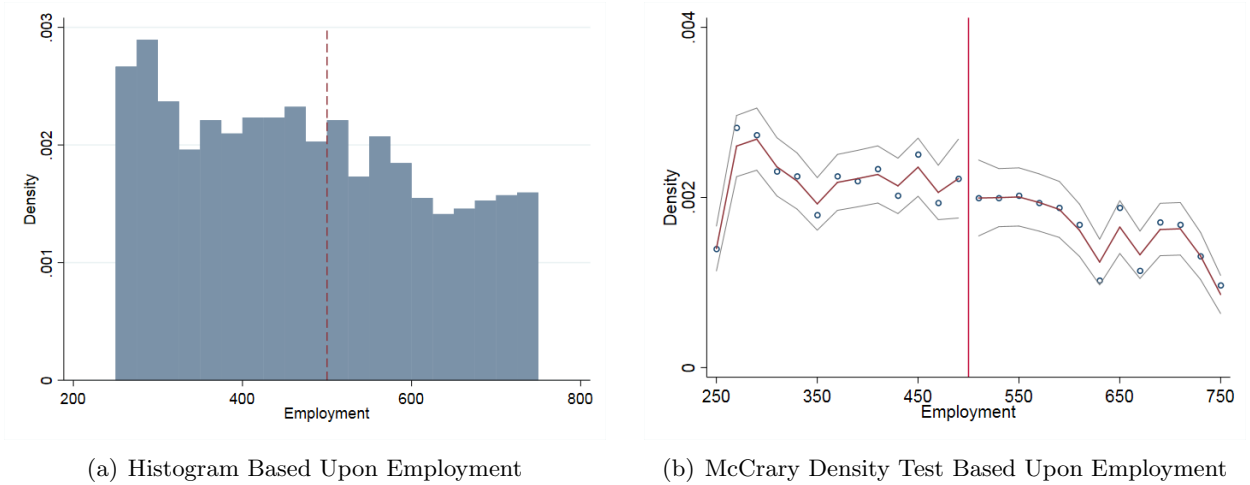 .003
.002
.001
0
Density
200
400
600
800
Employment
(a) Histogram Based Upon Employment
.004
.002
0
Density
250
350
450
550
650
750
Employment
(b) McCrary Density Test Based Upon Employment